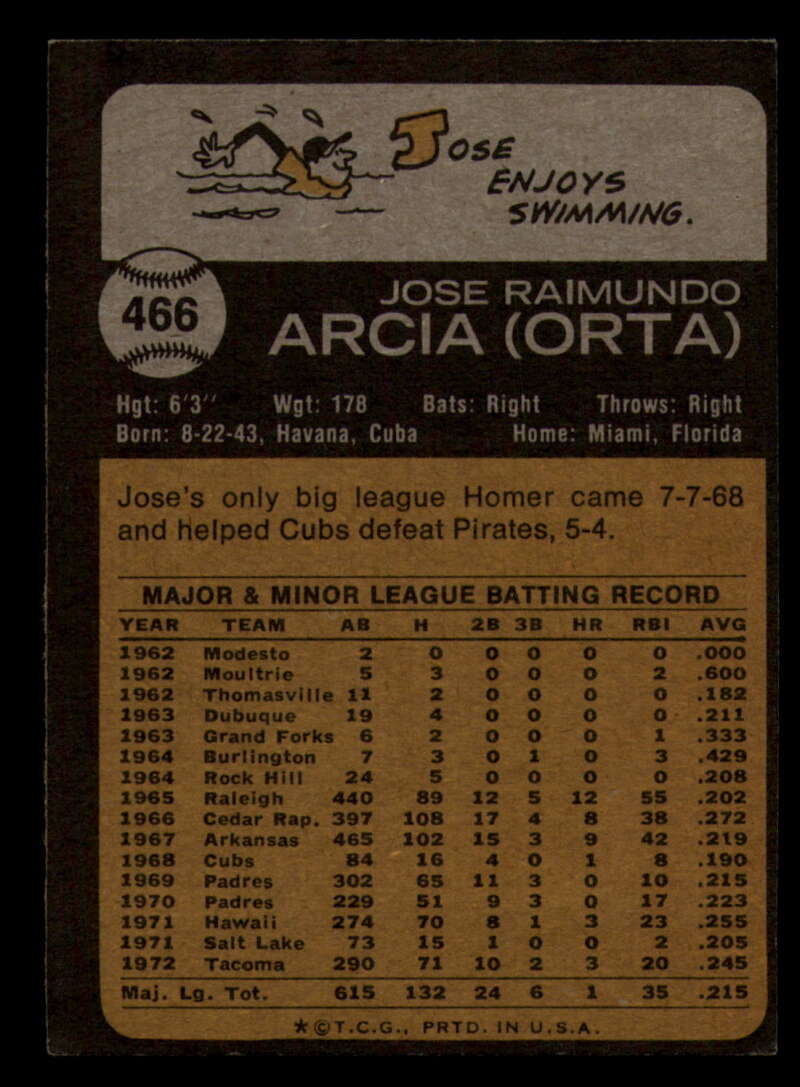 JOSE
ENJOYS
SWIMMING.
466
JOSE RAIMUNDO
ARCIA (ORTA)
Hgt: 6'3" Wgt: 178 Bats: Right Throws: Right
Born: 8-22-43, Havana, Cuba Home: Miami, Florida
Jose's only big league Homer came 7-7-68
and helped Cubs defeat Pirates, 5-4.
MAJOR & MINOR LEAGUE BATTING RECORD
YEAR TEAM AB H 2B 3B HR RBI AVG
1962 Modesto 2 0 0 0 0 0 .000
1962 Moultrie 5 3 0 0 0 2 .600
1962 Thomasville 11 2 0 0 0 0 .182
1963 Dubuque 19 4 0 0 0 0 .211
1963 Grand Forks 6 2 0 0 0 1 .333
1964 Burlington 7 3 0 1 0 3 .429
1964 Rock Hill 24 5 0 0 0 0 .208
1965 Raleigh 440 89 12 5 12 55 .202
1966 Cedar Rap. 397 108 17 4 8 38 .272
1967 Arkansas 465 102 15 3 9 42 .219
1968 Cubs 84 16 4 0 1 8 .190
1969 Padres 302 65 11 3 0 10 .215
1970 Padres 229 51 9 3 0 17 .223
1971 Hawaii 274 70 8 1 3 23 .255
1971 Salt Lake 73 15 1 0 0 2 .205
1972 Tacoma 290 71 10 2 3 20 .245
Maj. Lg. Tot. 615 132 24 6 1 35 .215
★©T.C.G., PRTD. IN U.S.A.